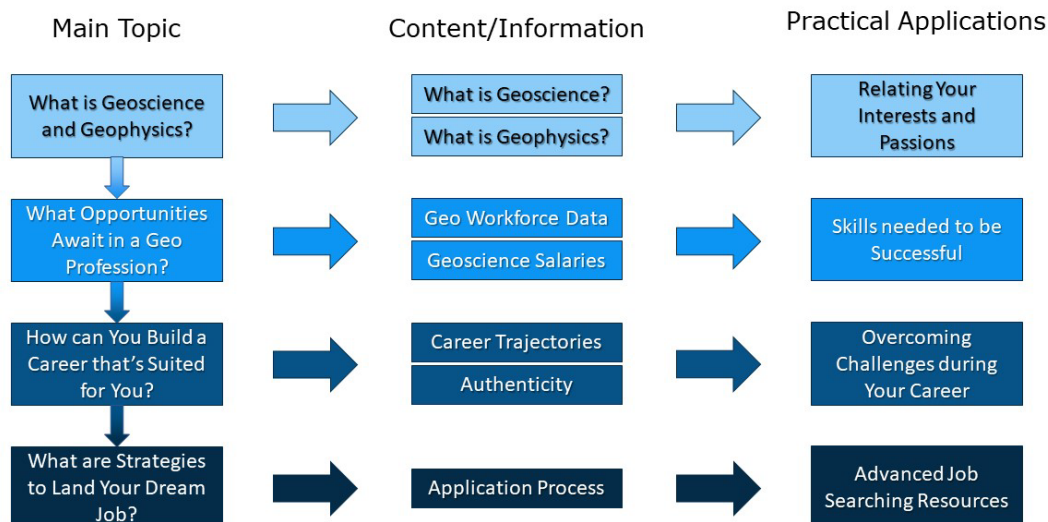 Main Topic
Content/Information
Practical Applications
What is Geoscience
and Geophysics?
What is Geoscience?
What is Geophysics?
Relating Your
Interests and
Passions
What Opportunities
Await in a Geo
Profession?
Geo Workforce Data
Geoscience Salaries
Skills needed to be
Successful
How can You Build a
Career that's Suited
for You?
Career Trajectories
Authenticity
Overcoming
Challenges during
Your Career
What are Strategies
to Land Your Dream
Job?
Application Process
Advanced Job
Searching Resources